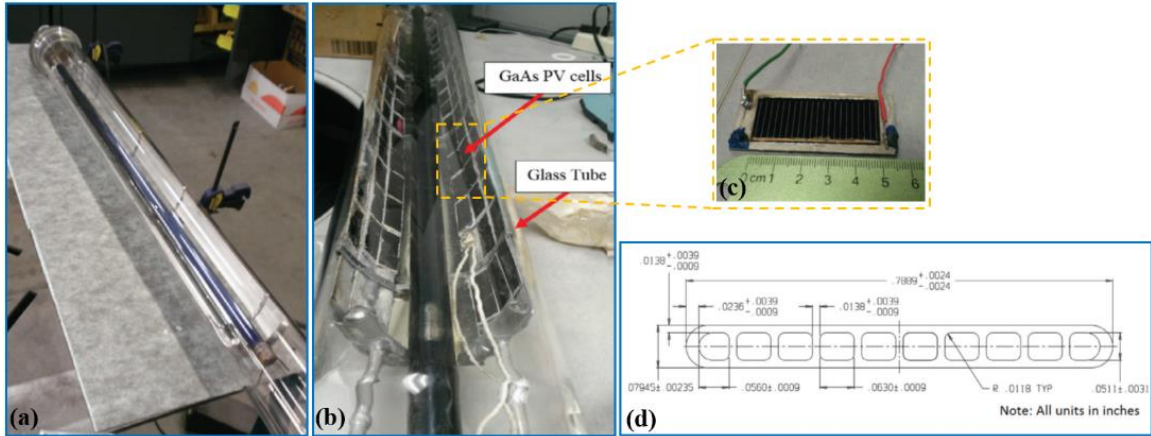 (a)
GaAs PV cells
Glass Tube
(b)
0 cm 1 2 3 4 5 6
(c)
.0138 +.0039 -.0009
.7889 +.0024 -.0024
.0236 +.0039 -.0009
.0138 +.0039 -.0009
.07945±.00235
.0560±.0009
.0630±.0009
R .0118 TYP
.0511±.0031
Note: All units in inches
(d)